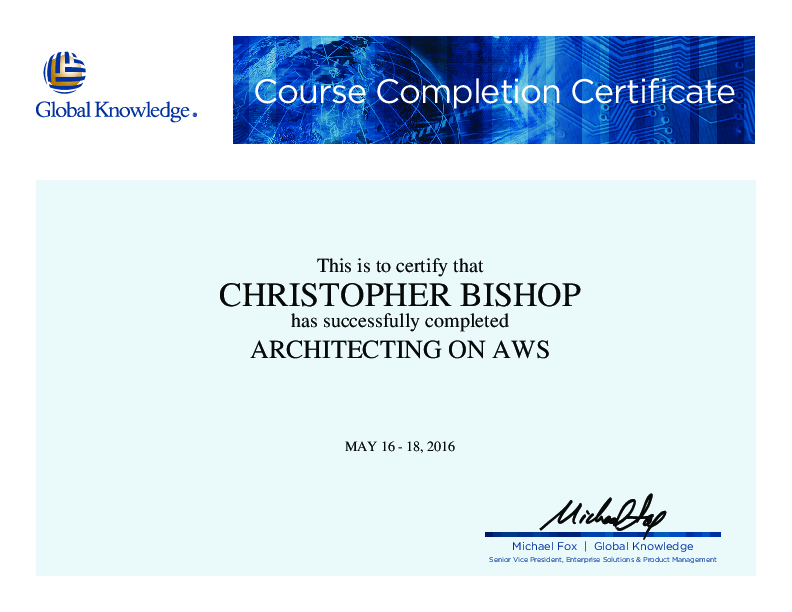 Global Knowledge.
Course Completion Certificate
This is to certify that
CHRISTOPHER BISHOP
has successfully completed
ARCHITECTING ON AWS
MAY 16 - 18, 2016
Michael Fox
Michael Fox | Global Knowledge
Senior Vice President, Enterprise Solutions & Product Management